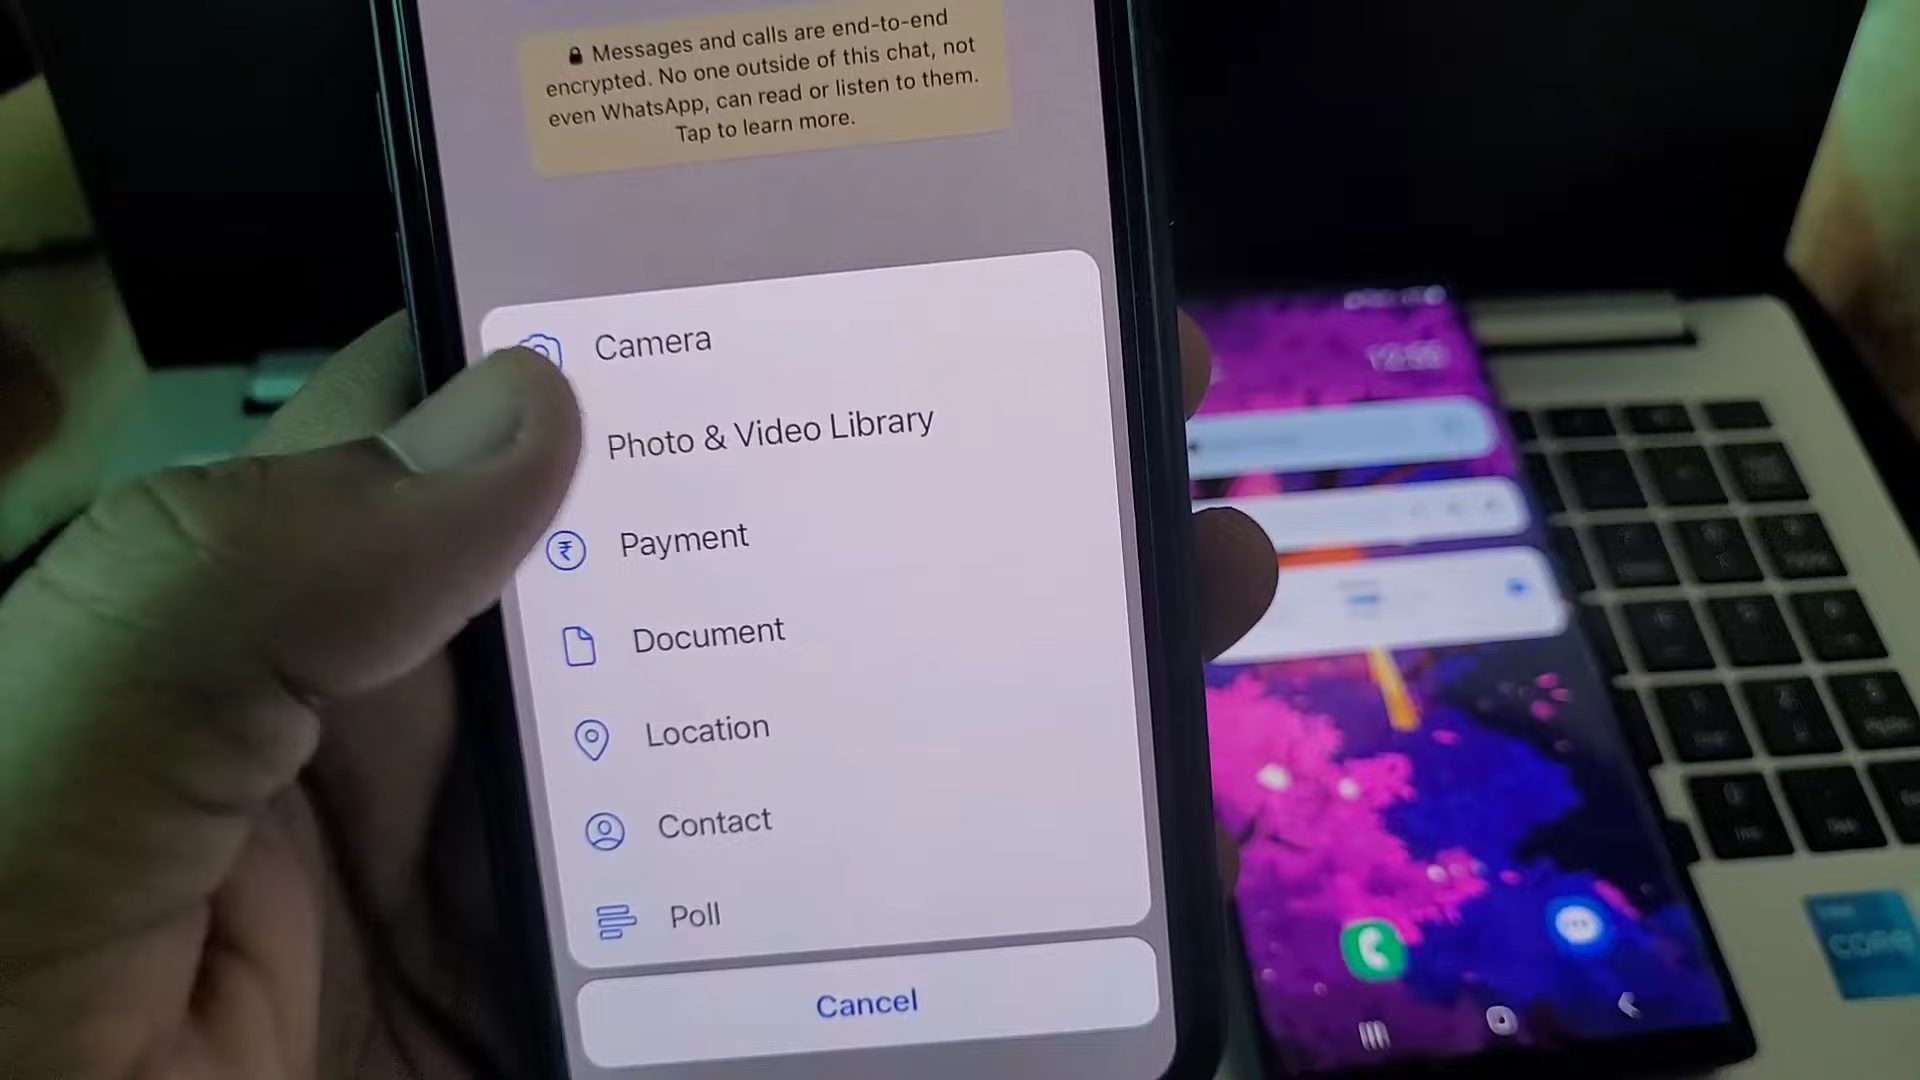 Messages and calls are end-to-end
encrypted. No one outside of this chat, not
even WhatsApp, can read or listen to them.
Tap to learn more.
Camera
Photo & Video Library
₹ Payment
Document
Location
Contact
Poll
Cancel
CORE